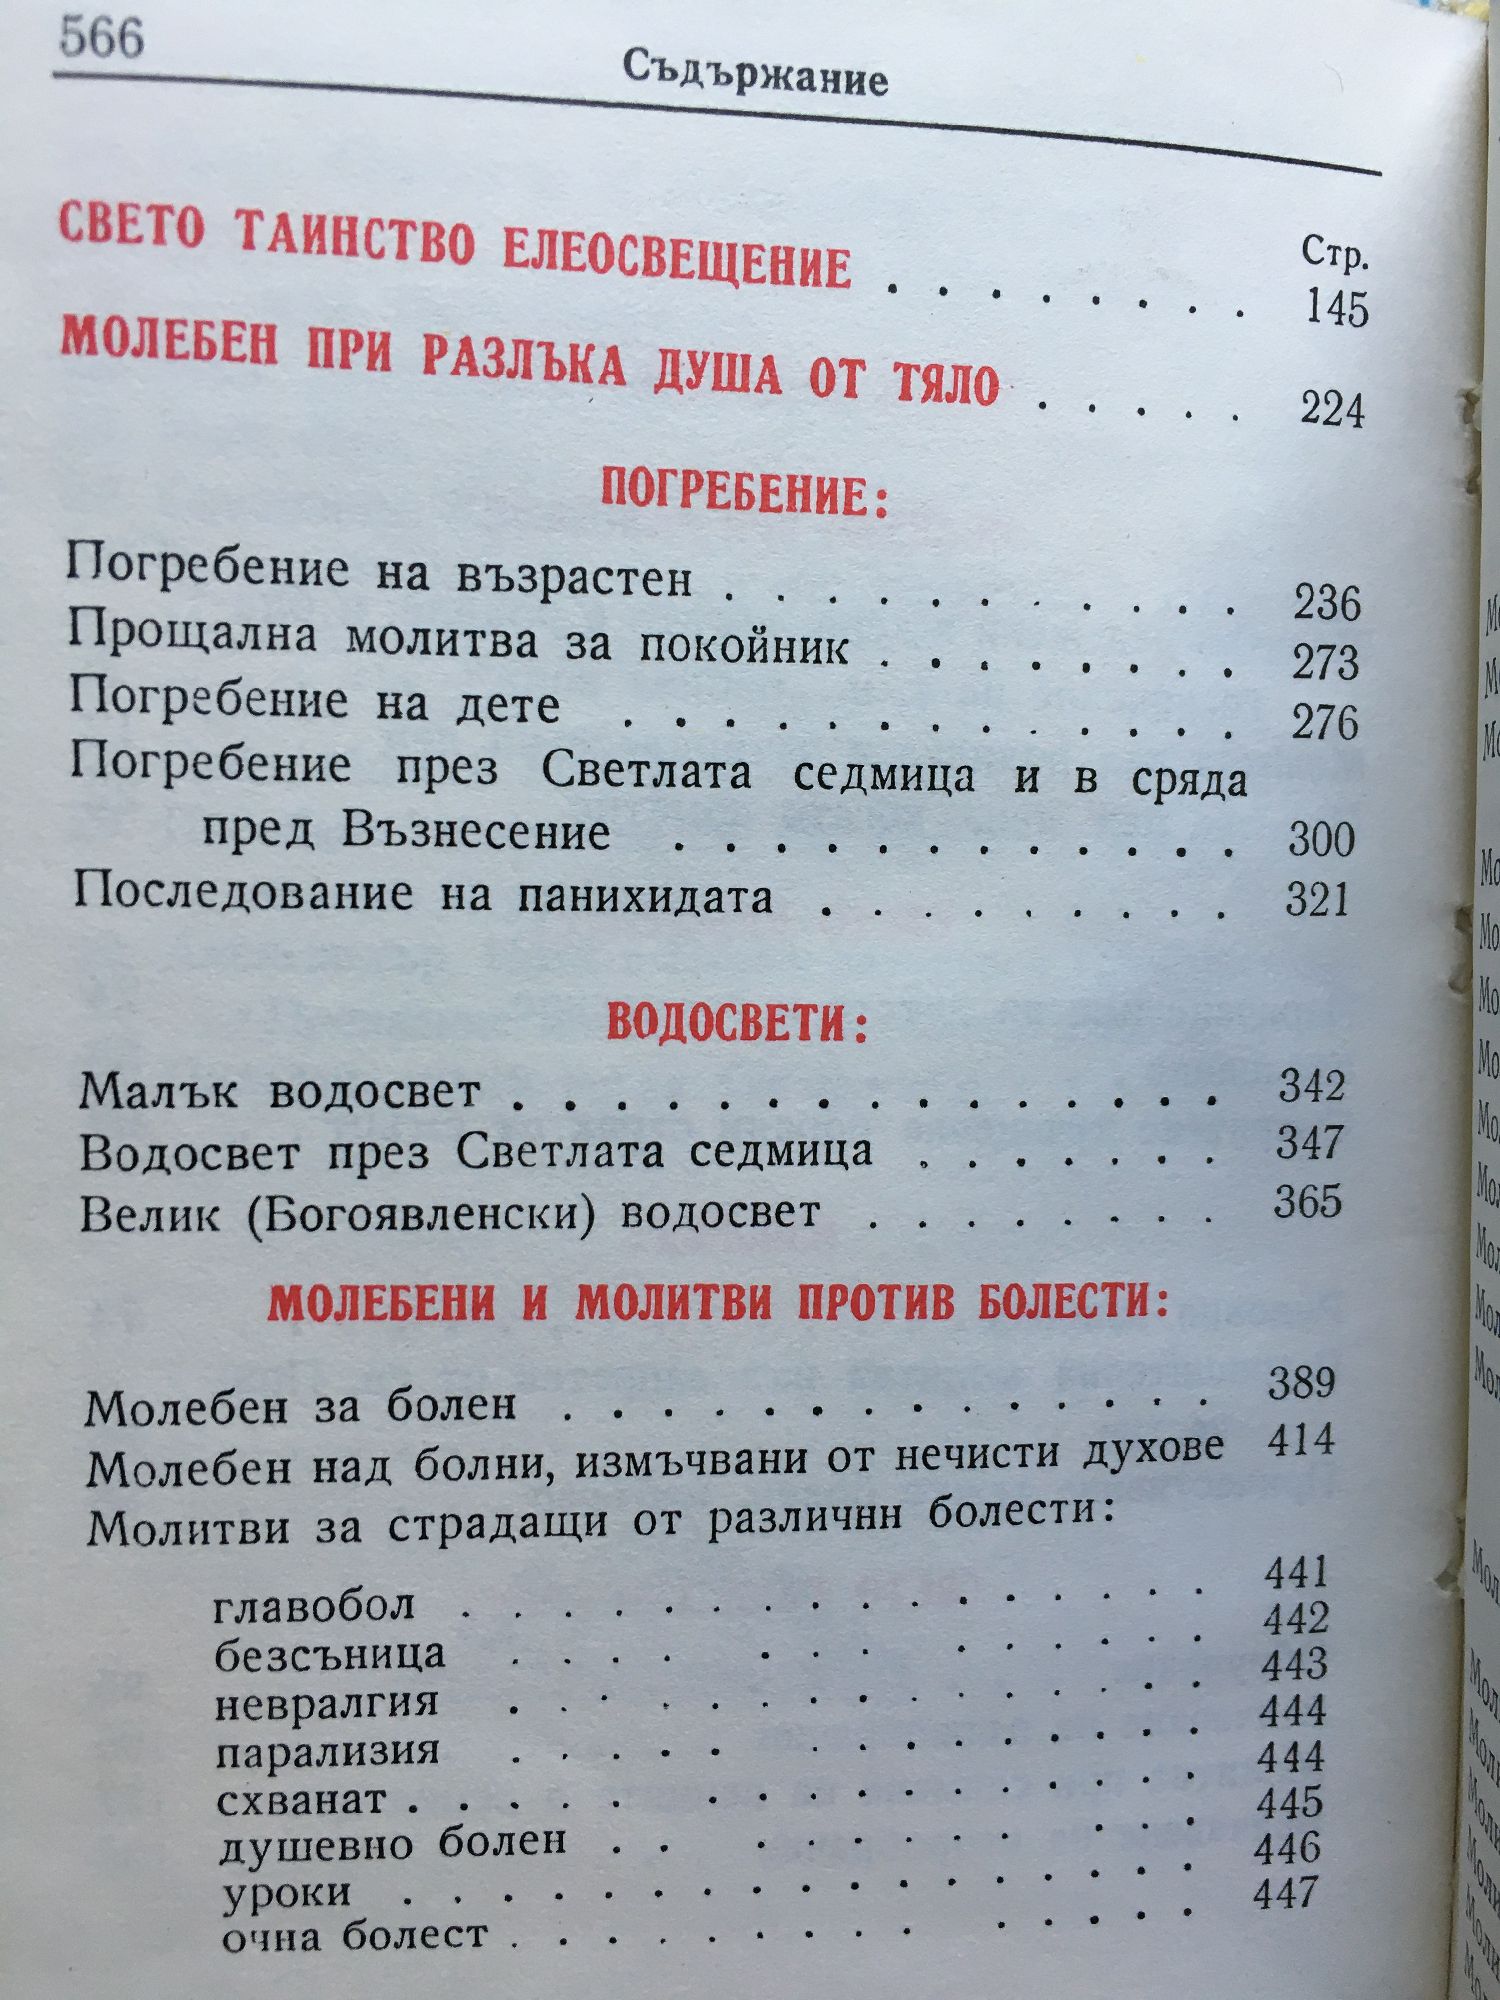 566
Съдържание
Стр.
СВЕТО ТАИНСТВО ЕЛЕОСВЕЩЕНИЕ . . . . . . . . 145
МОЛЕБЕН ПРИ РАЗЛЪКА ДУША ОТ ТЯЛО . . . . . 224
ПОГРЕБЕНИЕ:
Погребение на възрастен . . . . . . . . . . . 236
Прощална молитва за покойник . . . . . . . . 273
Погребение на дете . . . . . . . . . . . . . 276
Погребение през Светлата седмица и в сряда
пред Възнесение . . . . . . . . . . . . 300
Последование на панихидата . . . . . . . . . 321
ВОДОСВЕТИ:
Малък водосвет . . . . . . . . . . . . . . . 342
Водосвет през Светлата седмица . . . . . . . 347
Велик (Богоявленски) водосвет . . . . . . . . 365
МОЛЕБЕНИ И МОЛИТВИ ПРОТИВ БОЛЕСТИ:
Молебен за болен . . . . . . . . . . . . . . 389
Молебен над болни, измъчвани от нечисти духове 414
Молитви за страдащи от различнн болести:
главобол . . . . . . . . . . . . . . . 441
безсъница . . . . . . . . . . . . . 442
невралгия . . . . . . . . . . . . . . 443
парализия . . . . . . . . . . . . . 444
схванат . . . . . . . . . . . . . . . 444
душевно болен . . . . . . . . . . . 445
уроки . . . . . . . . . . . . . . . . 446
очна болест . . . . . . . . . . . . . . 447